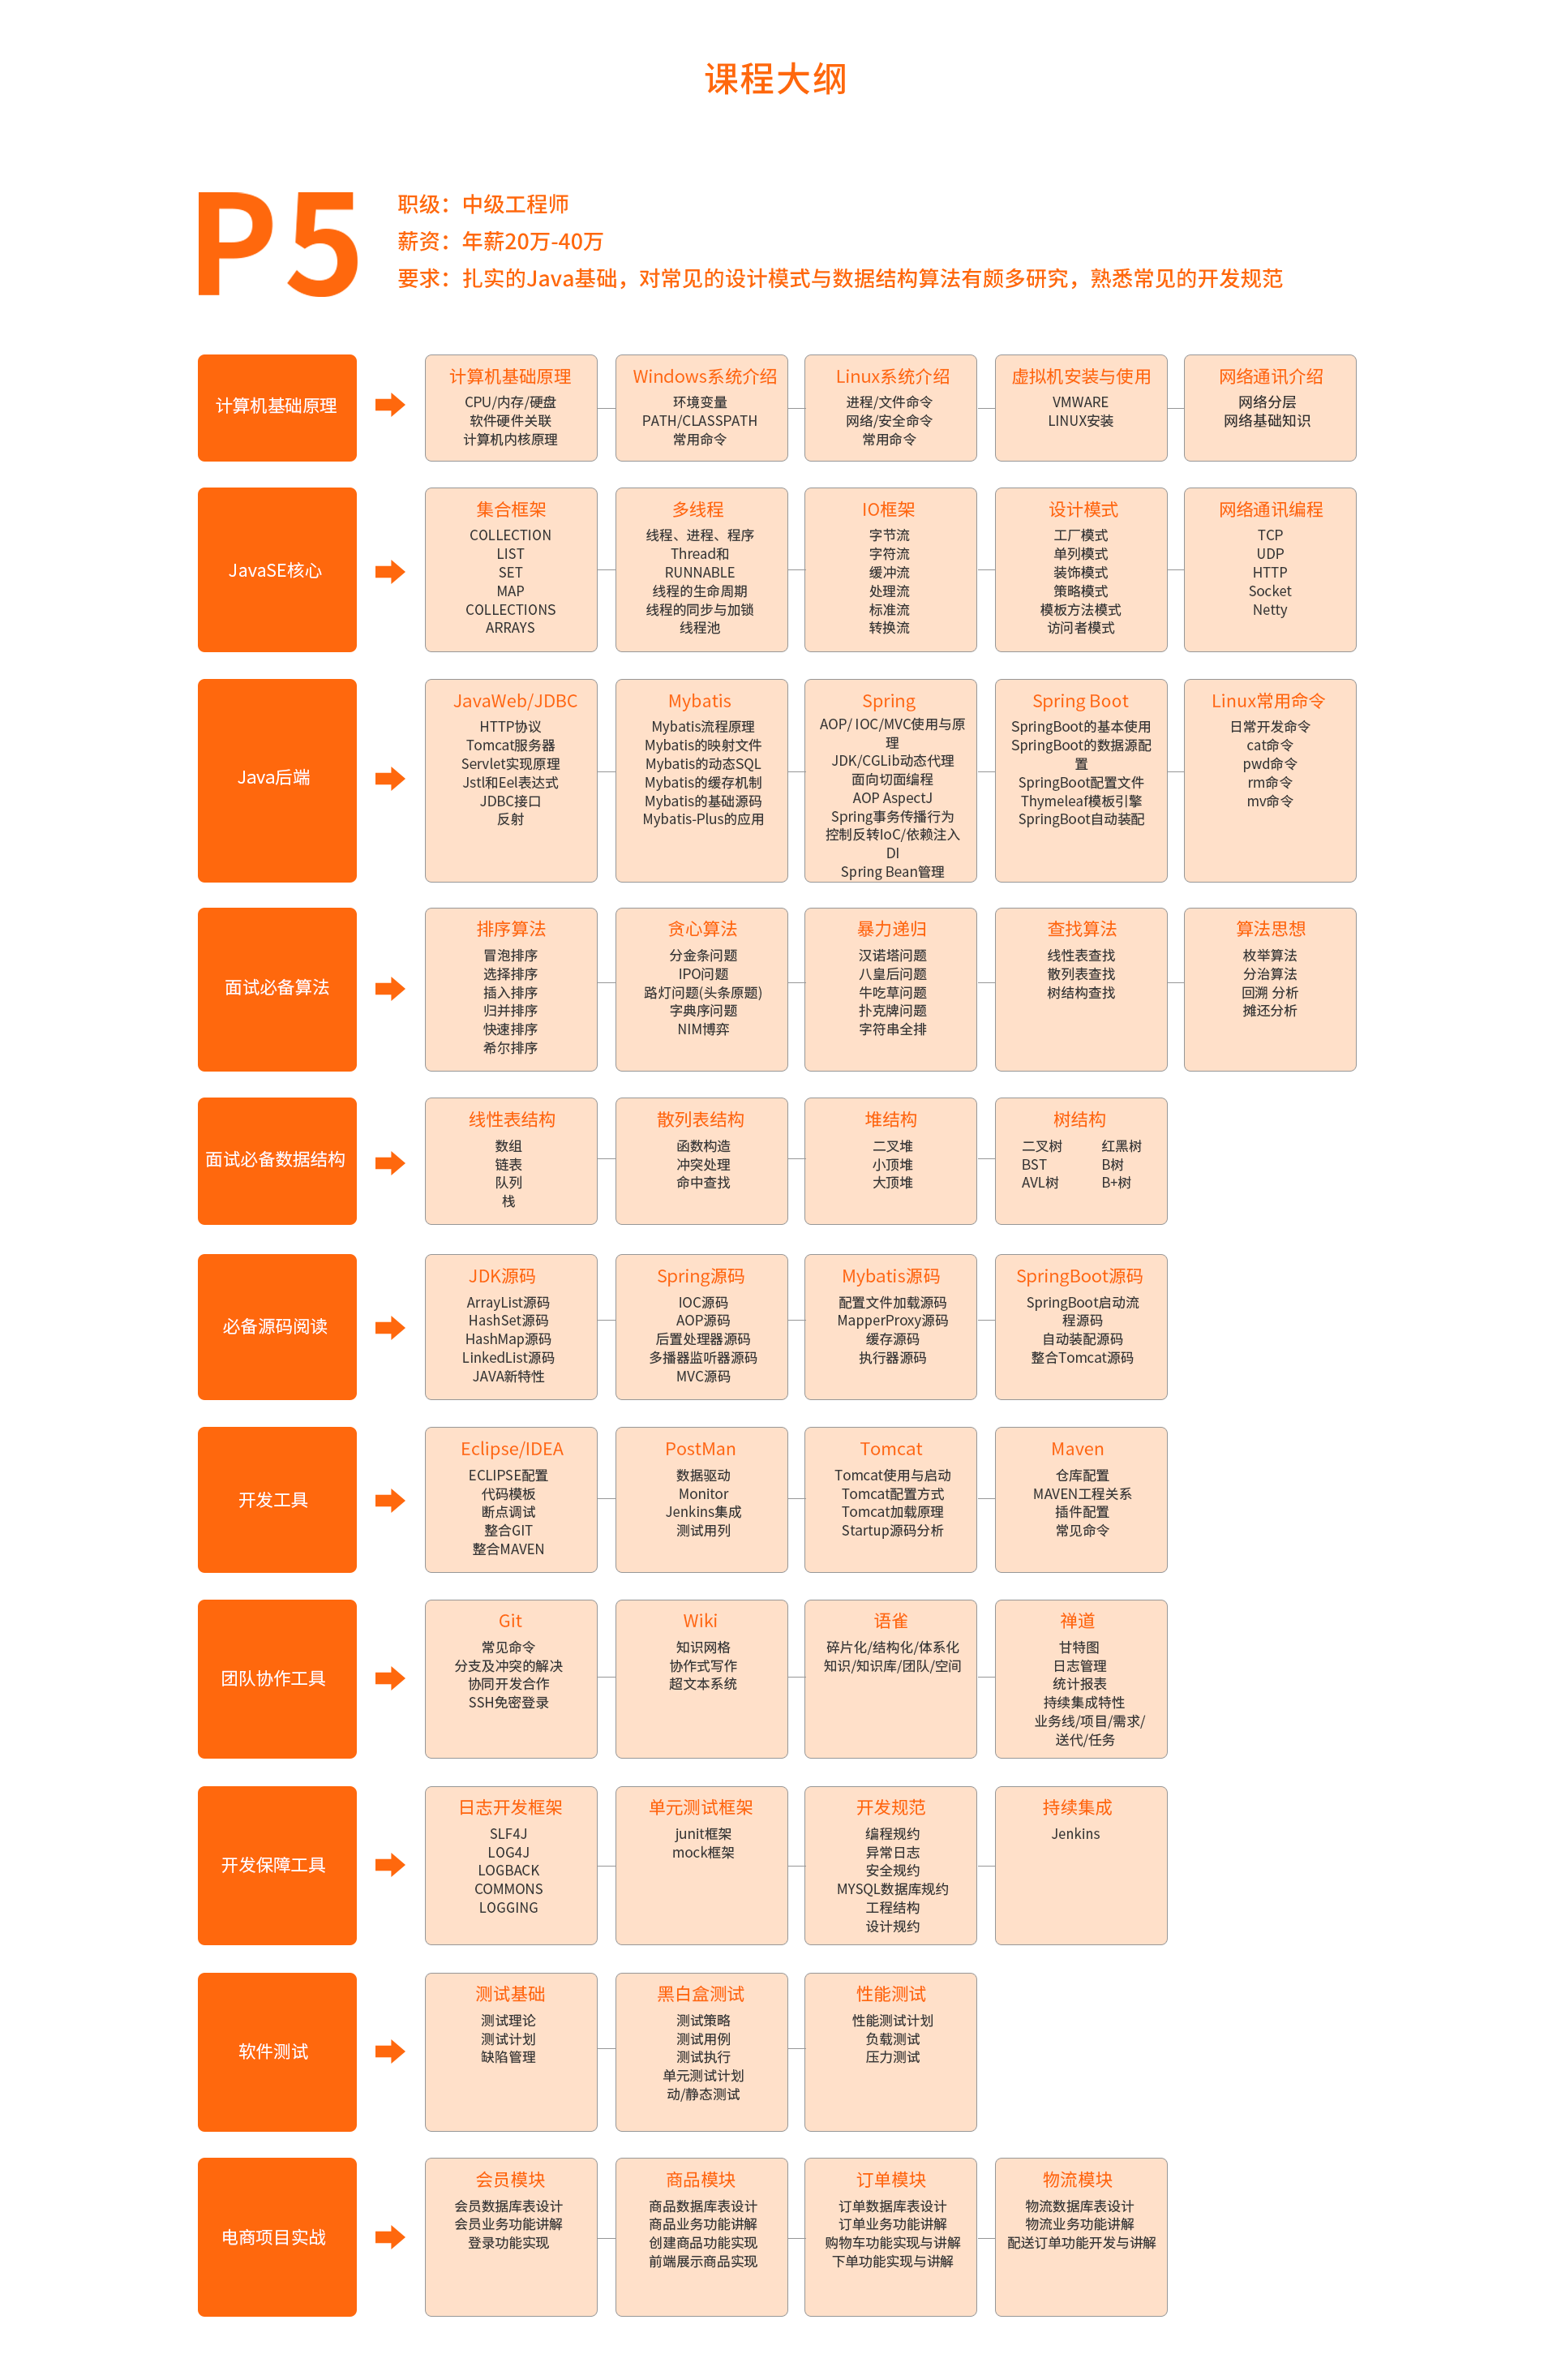 课程大纲
P5
职级：中级工程师
薪资：年薪20万-40万
要求：扎实的Java基础，对常见的设计模式与数据结构算法有颇多研究，熟悉常见的开发规范
计算机基础原理
计算机基础原理
CPU/内存/硬盘
软件硬件关联
计算机内核原理
Windows系统介绍
环境变量
PATH/CLASSPATH
常用命令
Linux系统介绍
进程/文件命令
网络/安全命令
常用命令
虚拟机安装与使用
VMWARE
LINUX安装
网络通讯介绍
网络分层
网络基础知识
JavaSE核心
集合框架
COLLECTION
LIST
SET
MAP
COLLECTIONS
ARRAYS
多线程
线程、进程、程序
Thread和
RUNNABLE
线程的生命周期
线程的同步与加锁
线程池
IO框架
字节流
字符流
缓冲流
处理流
标准流
转换流
设计模式
工厂模式
单列模式
装饰模式
策略模式
模板方法模式
访问者模式
网络通讯编程
TCP
UDP
HTTP
Socket
Netty
Java后端
JavaWeb/JDBC
HTTP协议
Tomcat服务器
Servlet实现原理
Jstl和Eel表达式
JDBC接口
反射
Mybatis
Mybatis流程原理
Mybatis的映射文件
Mybatis的动态SQL
Mybatis的缓存机制
Mybatis的基础源码
Mybatis-Plus的应用
Spring
AOP/ IOC/MVC使用与原
理
JDK/CGLib动态代理
面向切面编程
AOP AspectJ
Spring事务传播行为
控制反转IoC/依赖注入
DI
Spring Bean管理
Spring Boot
SpringBoot的基本使用
SpringBoot的数据源配
置
SpringBoot配置文件
Thymeleaf模板引擎
SpringBoot自动装配
Linux常用命令
日常开发命令
cat命令
pwd命令
rm命令
mv命令
面试必备算法
排序算法
冒泡排序
选择排序
插入排序
归并排序
快速排序
希尔排序
贪心算法
分金条问题
IPO问题
路灯问题(头条原题)
字典序问题
NIM博弈
暴力递归
汉诺塔问题
八皇后问题
牛吃草问题
扑克牌问题
字符串全排
查找算法
线性表查找
散列表查找
树结构查找
算法思想
枚举算法
分治算法
回溯 分析
摊还分析
面试必备数据结构
线性表结构
数组
链表
队列
栈
散列表结构
函数构造
冲突处理
命中查找
堆结构
二叉堆
小顶堆
大顶堆
树结构
二叉树 红黑树
BST B树
AVL树 B+树
必备源码阅读
JDK源码
ArrayList源码
HashSet源码
HashMap源码
LinkedList源码
JAVA新特性
Spring源码
IOC源码
AOP源码
后置处理器源码
多播器监听器源码
MVC源码
Mybatis源码
配置文件加载源码
MapperProxy源码
缓存源码
执行器源码
SpringBoot源码
SpringBoot启动流
程源码
自动装配源码
整合Tomcat源码
开发工具
Eclipse/IDEA
ECLIPSE配置
代码模板
断点调试
整合GIT
整合MAVEN
PostMan
数据驱动
Monitor
Jenkins集成
测试用列
Tomcat
Tomcat使用与启动
Tomcat配置方式
Tomcat加载原理
Startup源码分析
Maven
仓库配置
MAVEN工程关系
插件配置
常见命令
团队协作工具
Git
常见命令
分支及冲突的解决
协同开发合作
SSH免密登录
Wiki
知识网格
协作式写作
超文本系统
语雀
碎片化/结构化/体系化
知识/知识库/团队/空间
禅道
甘特图
日志管理
统计报表
持续集成特性
业务线/项目/需求/
送代/任务
开发保障工具
日志开发框架
SLF4J
LOG4J
LOGBACK
COMMONS
LOGGING
单元测试框架
junit框架
mock框架
开发规范
编程规约
异常日志
安全规约
MYSQL数据库规约
工程结构
设计规约
持续集成
Jenkins
软件测试
测试基础
测试理论
测试计划
缺陷管理
黑白盒测试
测试策略
测试用例
测试执行
单元测试计划
动/静态测试
性能测试
性能测试计划
负载测试
压力测试
电商项目实战
会员模块
会员数据库表设计
会员业务功能讲解
登录功能实现
商品模块
商品数据库表设计
商品业务功能讲解
创建商品功能实现
前端展示商品实现
订单模块
订单数据库表设计
订单业务功能讲解
购物车功能实现与讲解
下单功能实现与讲解
物流模块
物流数据库表设计
物流业务功能讲解
配送订单功能开发与讲解